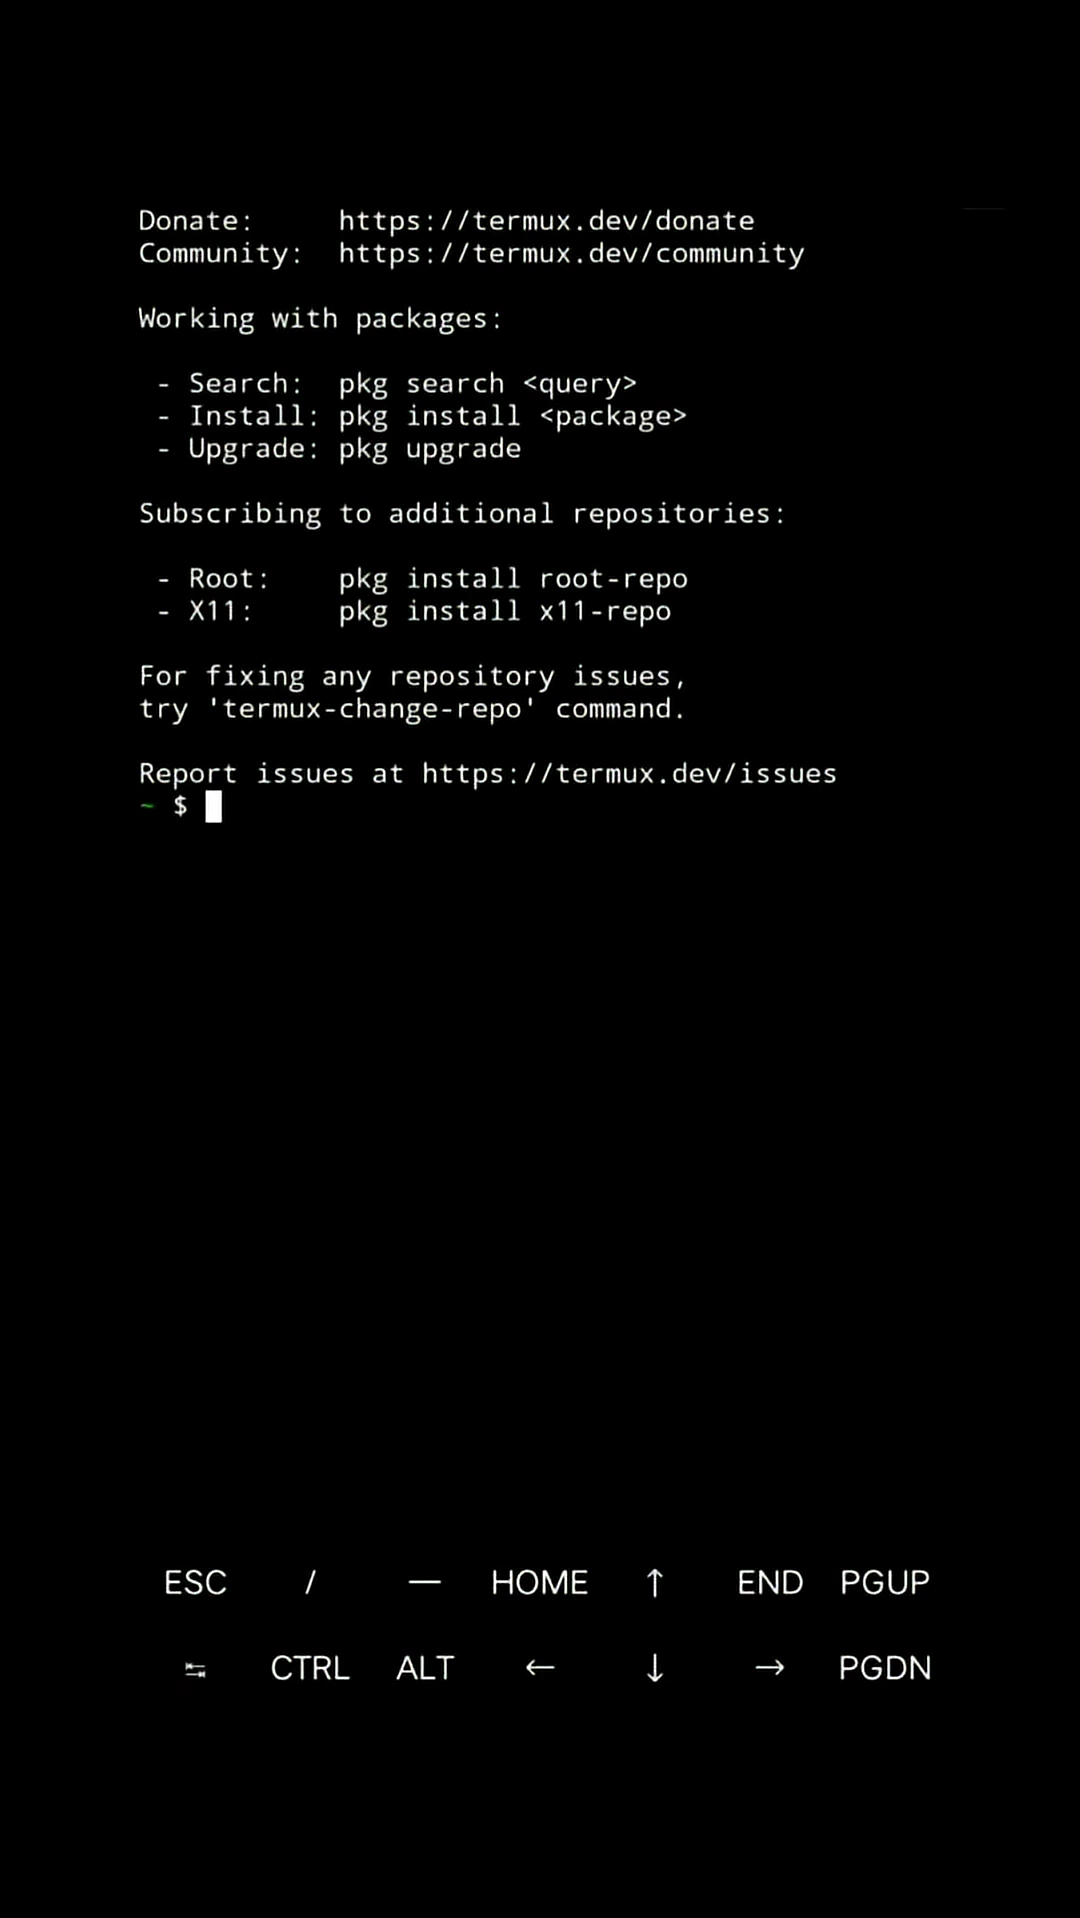 Donate:     https://termux.dev/donate
Community:  https://termux.dev/community
Working with packages:
 - Search:  pkg search <query>
 - Install: pkg install <package>
 - Upgrade: pkg upgrade
Subscribing to additional repositories:
 - Root:    pkg install root-repo
 - X11:     pkg install x11-repo
For fixing any repository issues,
try 'termux-change-repo' command.
Report issues at https://termux.dev/issues
~ $
ESC / — HOME ↑ END PGUP
↹ CTRL ALT ← ↓ → PGDN